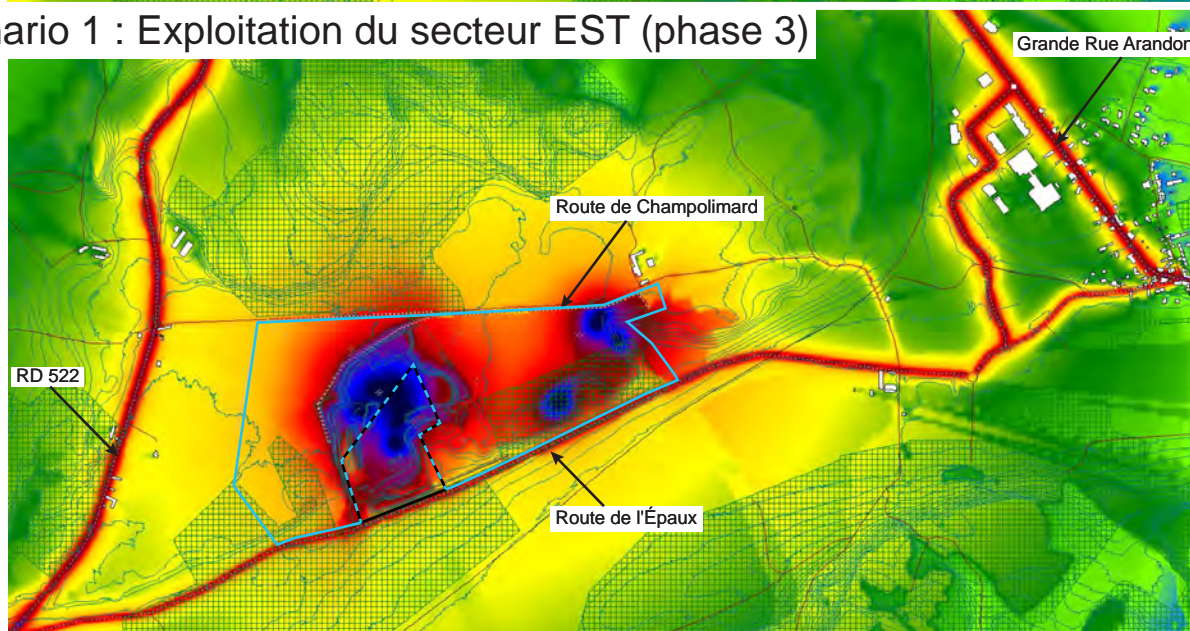 ario 1 : Exploitation du secteur EST (phase 3)
Grande Rue Arandon
Route de Champolimard
RD 522
Route de l'Épaux